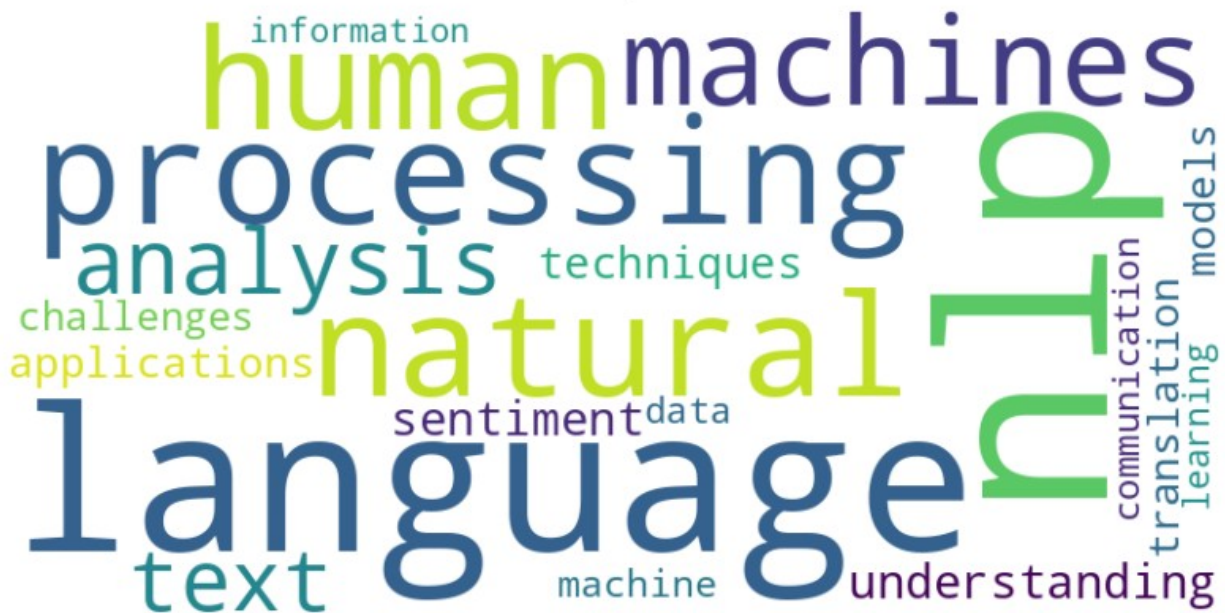 information
human
machines
processing
analysis
techniques
challenges
natural
applications
sentiment
data
language
text
machine
understanding
nlp
communication
translation
models
learning